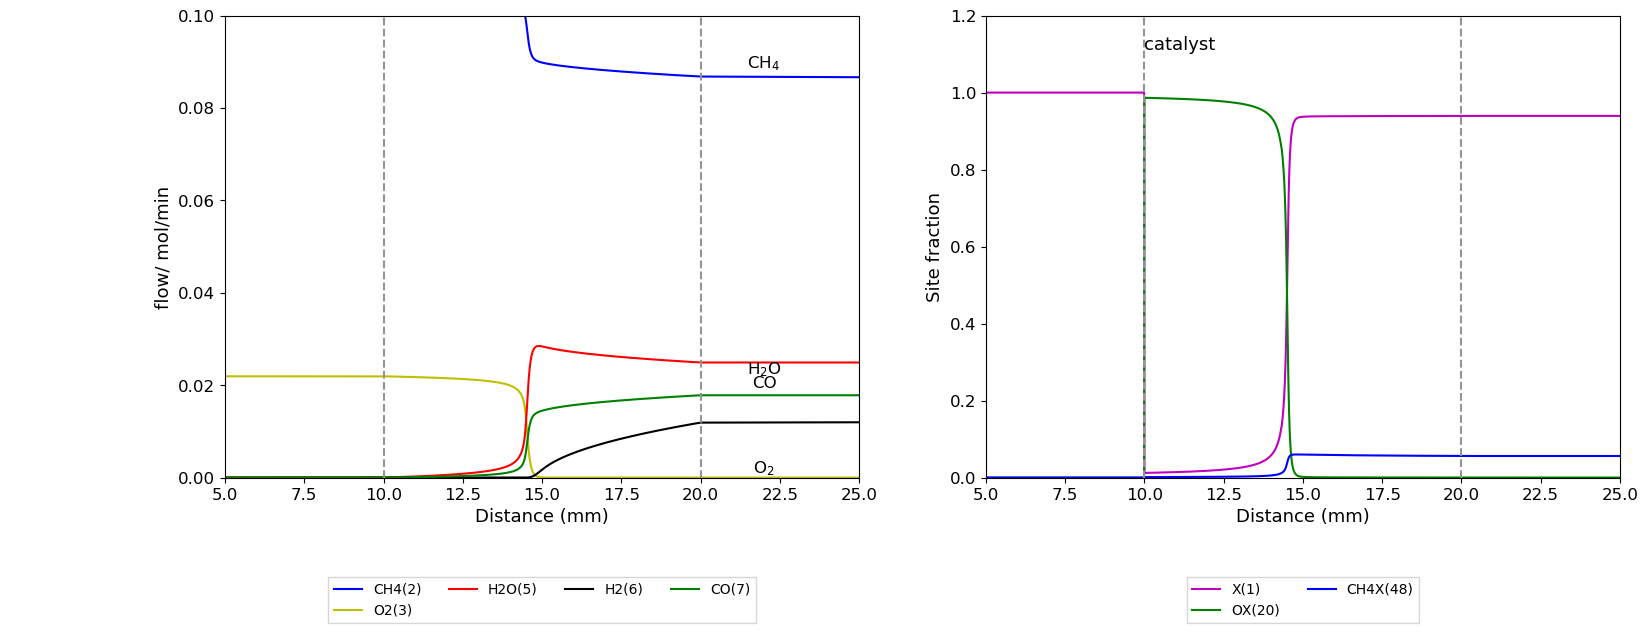 0.10
0.08
0.06
0.04
0.02
0.00
flow/ mol/min
CH₄
H₂O
CO
O₂
5.0 7.5 10.0 12.5 15.0 17.5 20.0 22.5 25.0
Distance (mm)
CH4(2) H2O(5) H2(6) CO(7)
O2(3)
1.2
1.0
0.8
0.6
0.4
0.2
0.0
Site fraction
catalyst
5.0 7.5 10.0 12.5 15.0 17.5 20.0 22.5 25.0
Distance (mm)
X(1) CH4X(48)
OX(20)